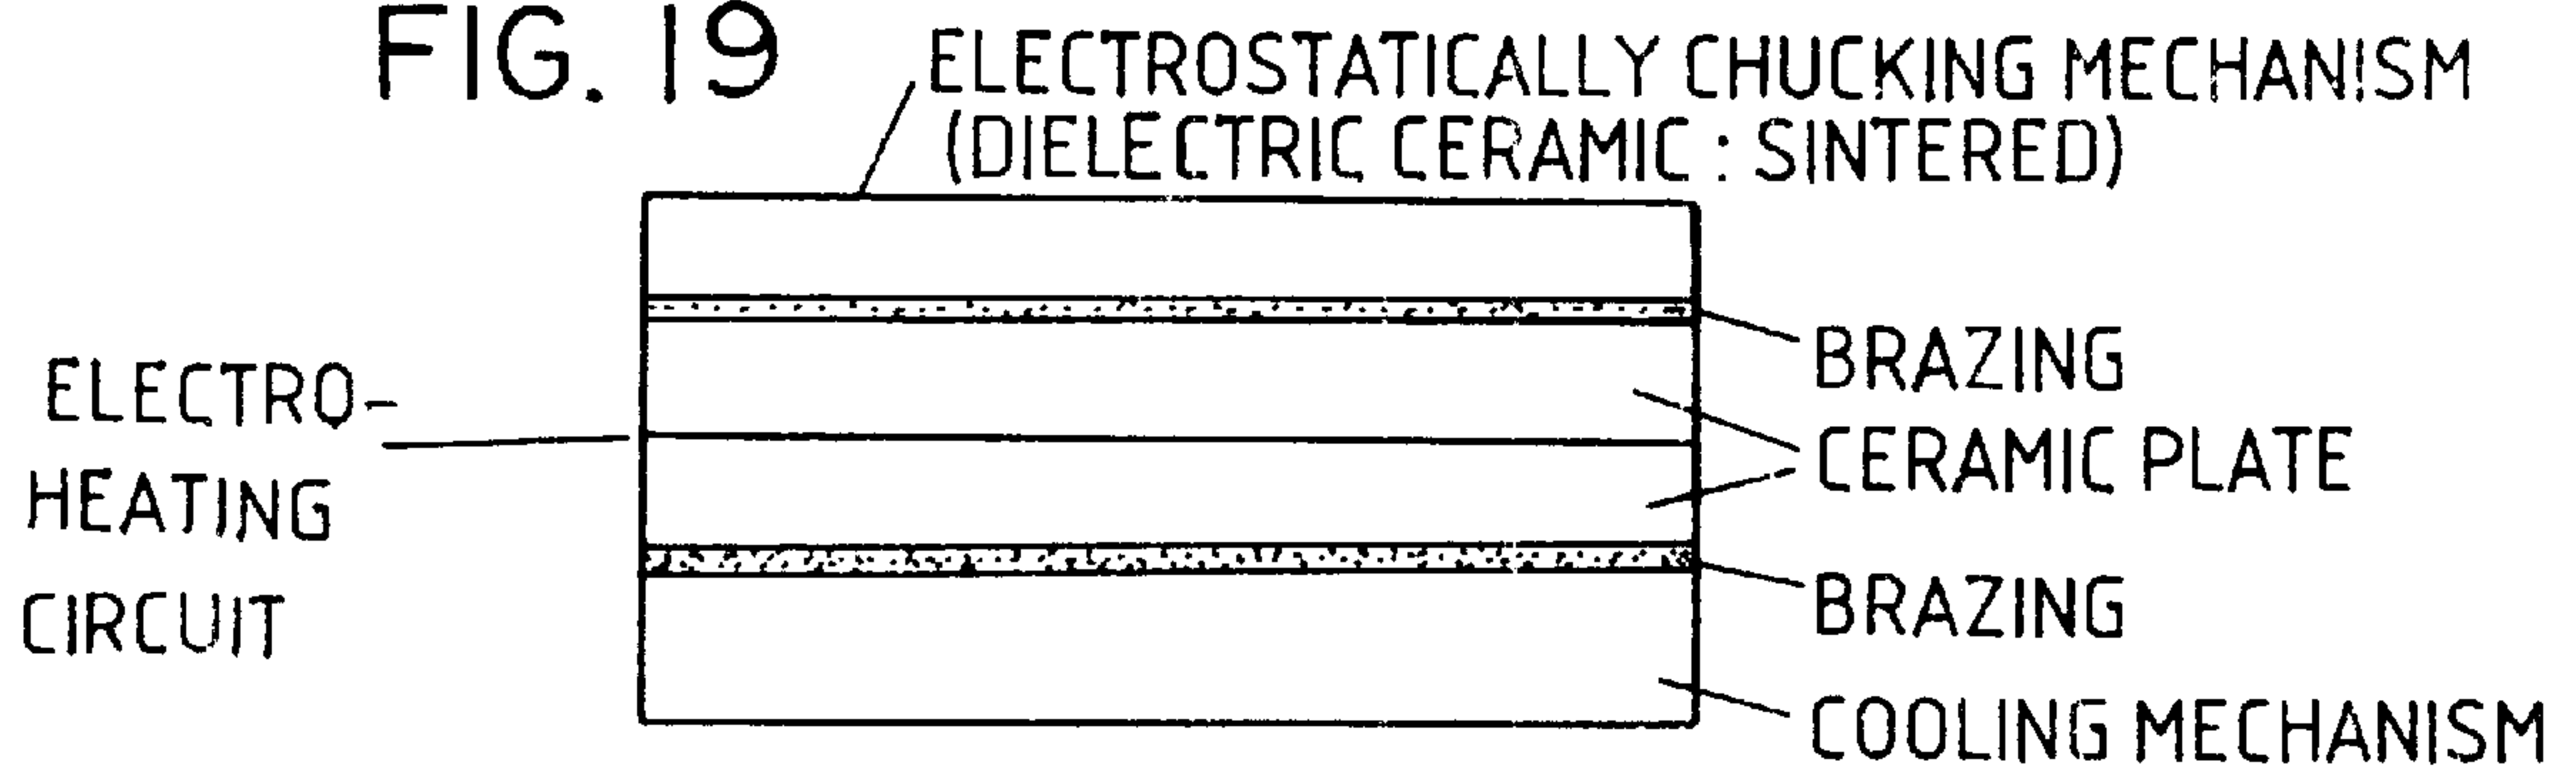 FIG. 19
ELECTROSTATICALLY CHUCKING MECHANISM
(DIELECTRIC CERAMIC : SINTERED)
BRAZING
ELECTRO-
HEATING
CIRCUIT
CERAMIC PLATE
BRAZING
COOLING MECHANISM